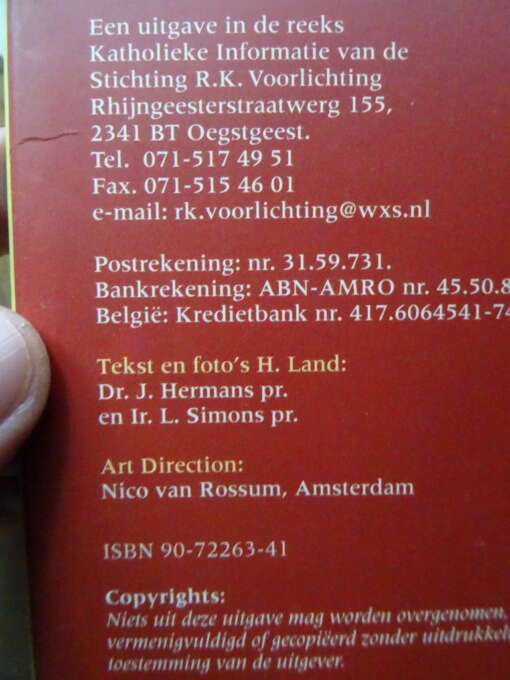 Een uitgave in de reeks
Katholieke Informatie van de
Stichting R.K. Voorlichting
Rhijngeesterstraatwerg 155,
2341 BT Oegstgeest.
Tel. 071-517 49 51
Fax. 071-515 46 01
e-mail: rk.voorlichting@wxs.nl
Postrekening: nr. 31.59.731.
Bankrekening: ABN-AMRO nr. 45.50.8
België: Kredietbank nr. 417.6064541-74
Tekst en foto's H. Land:
Dr. J. Hermans pr.
en Ir. L. Simons pr.
Art Direction:
Nico van Rossum, Amsterdam
ISBN 90-72263-41
Copyrights:
Niets uit deze uitgave mag worden overgenomen,
vermenigvuldigd of gecopiëerd zonder uitdrukkel
toestemming van de uitgever.